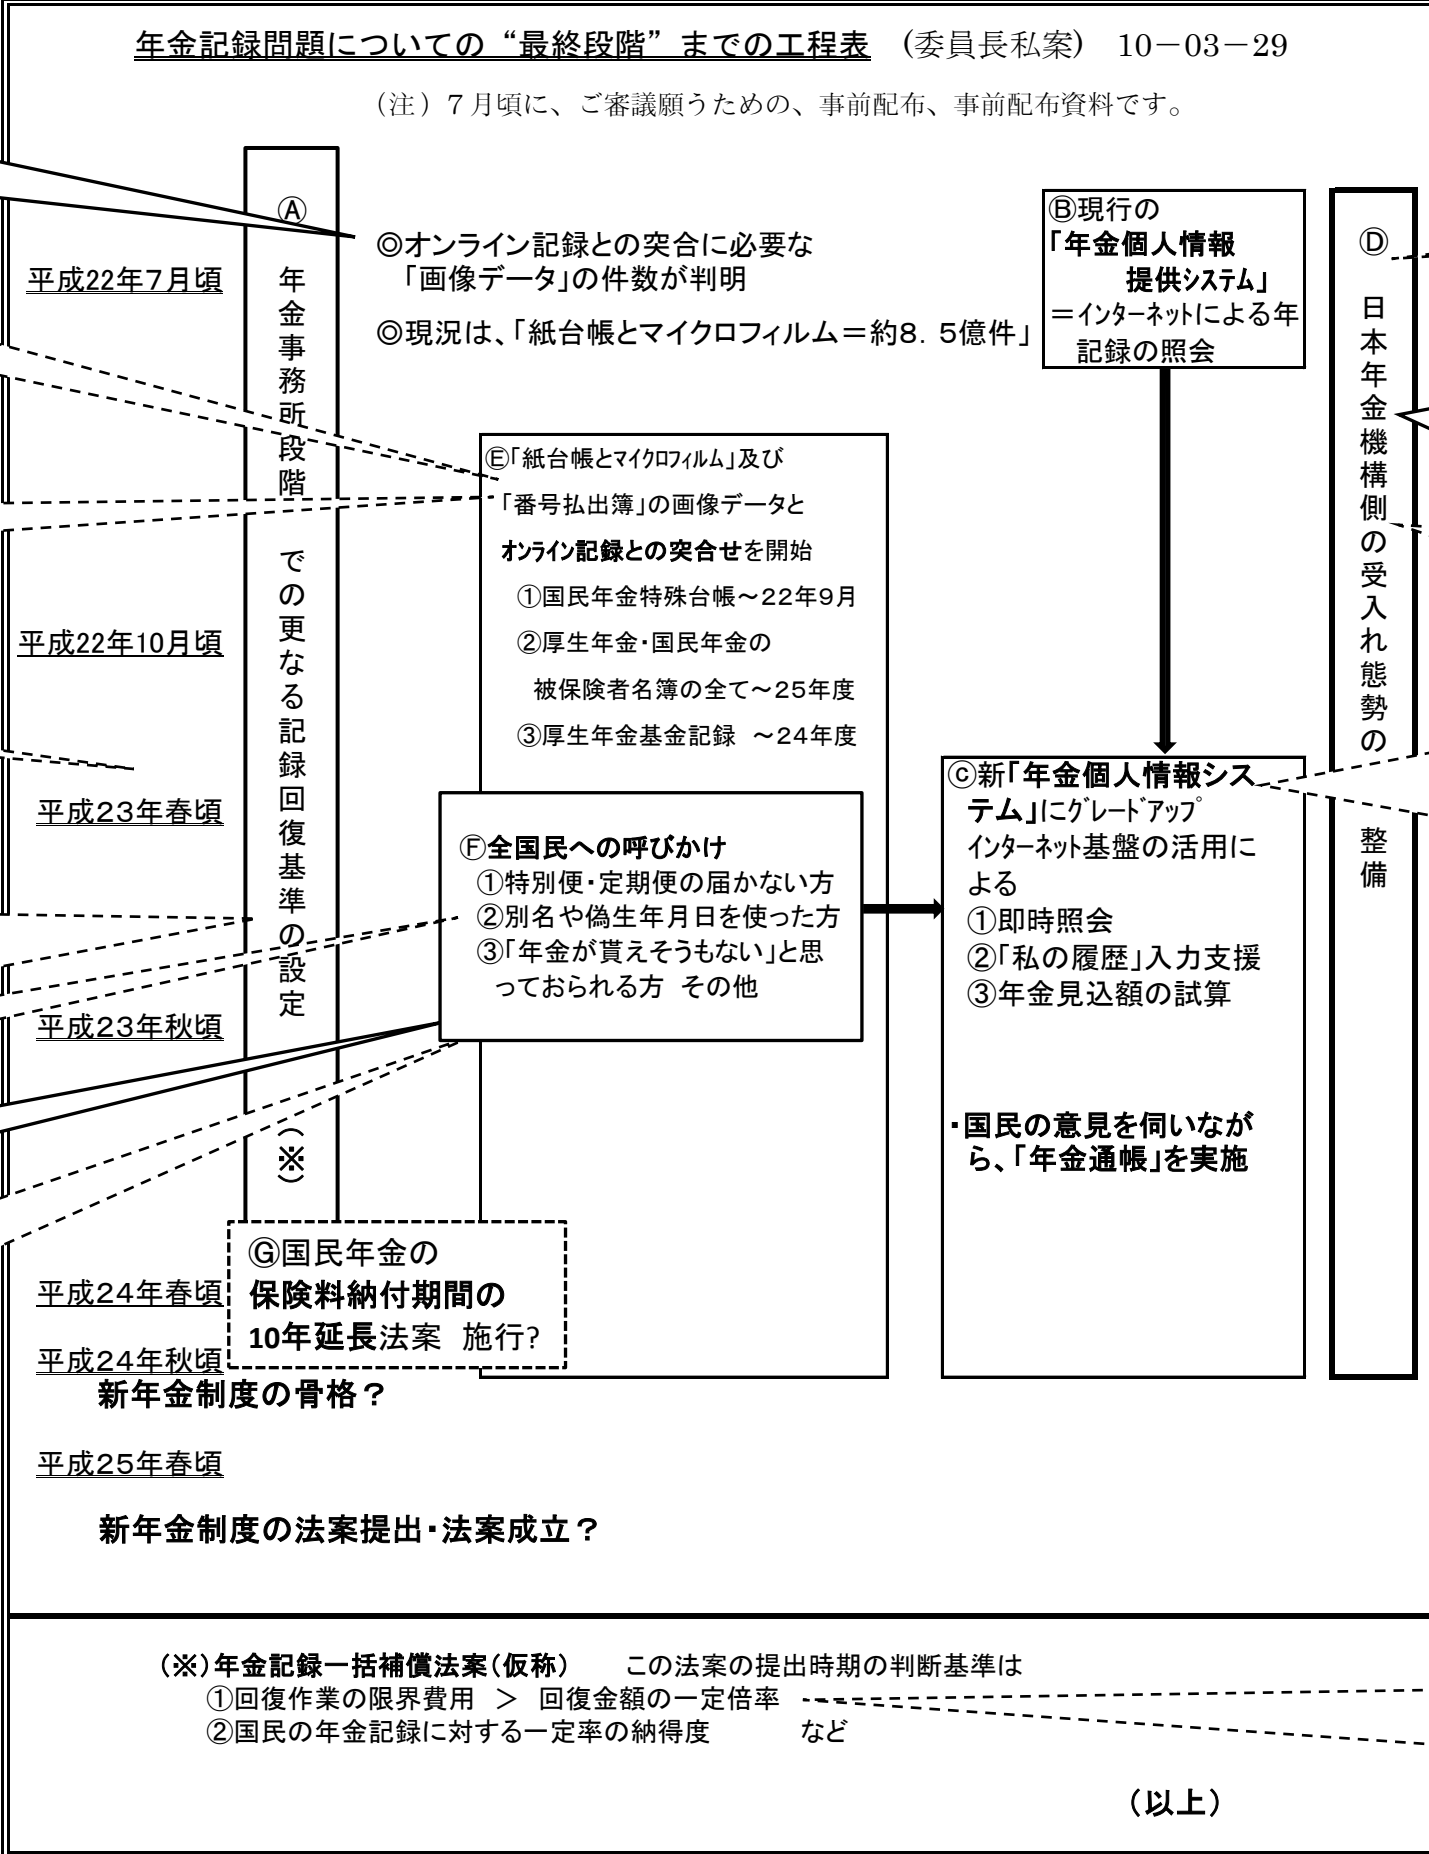 年金記録問題についての“最終段階”までの工程表　(委員長私案)　10－03－29
（注）７月頃に、ご審議願うための、事前配布、事前配布資料です。
Ⓐ　年金事務所段階　での更なる記録回復基準の設定　（※）
平成22年７月頃
◎オンライン記録との突合に必要な
「画像データ」の件数が判明
◎現況は、「紙台帳とマイクロフィルム＝約８．５億件」
Ⓑ現行の
「年金個人情報
提供システム」
＝インターネットによる年
記録の照会
Ⓓ　日本年金機構側の受入れ態勢の　整備
Ⓔ「紙台帳とマイクロフィルム」及び
「番号払出簿」の画像データと
オンライン記録との突合せを開始
①国民年金特殊台帳～22年９月
②厚生年金・国民年金の
被保険者名簿の全て～25年度
③厚生年金基金記録　～24年度
平成22年10月頃
平成23年春頃
Ⓕ全国民への呼びかけ
①特別便・定期便の届かない方
②別名や偽生年月日を使った方
③「年金が貰えそうもない」と思
っておられる方　その他
Ⓒ新「年金個人情報シス
テム」にグレードアップ
インターネット基盤の活用に
よる
①即時照会
②「私の履歴」入力支援
③年金見込額の試算
・国民の意見を伺いなが
ら、「年金通帳」を実施
平成23年秋頃
Ⓖ国民年金の
保険料納付期間の
10年延長法案　施行?
平成24年春頃
平成24年秋頃
新年金制度の骨格？
平成25年春頃
新年金制度の法案提出・法案成立？
（※）年金記録一括補償法案（仮称）　この法案の提出時期の判断基準は
①回復作業の限界費用　＞　回復金額の一定倍率
②国民の年金記録に対する一定率の納得度　　など
（以上）